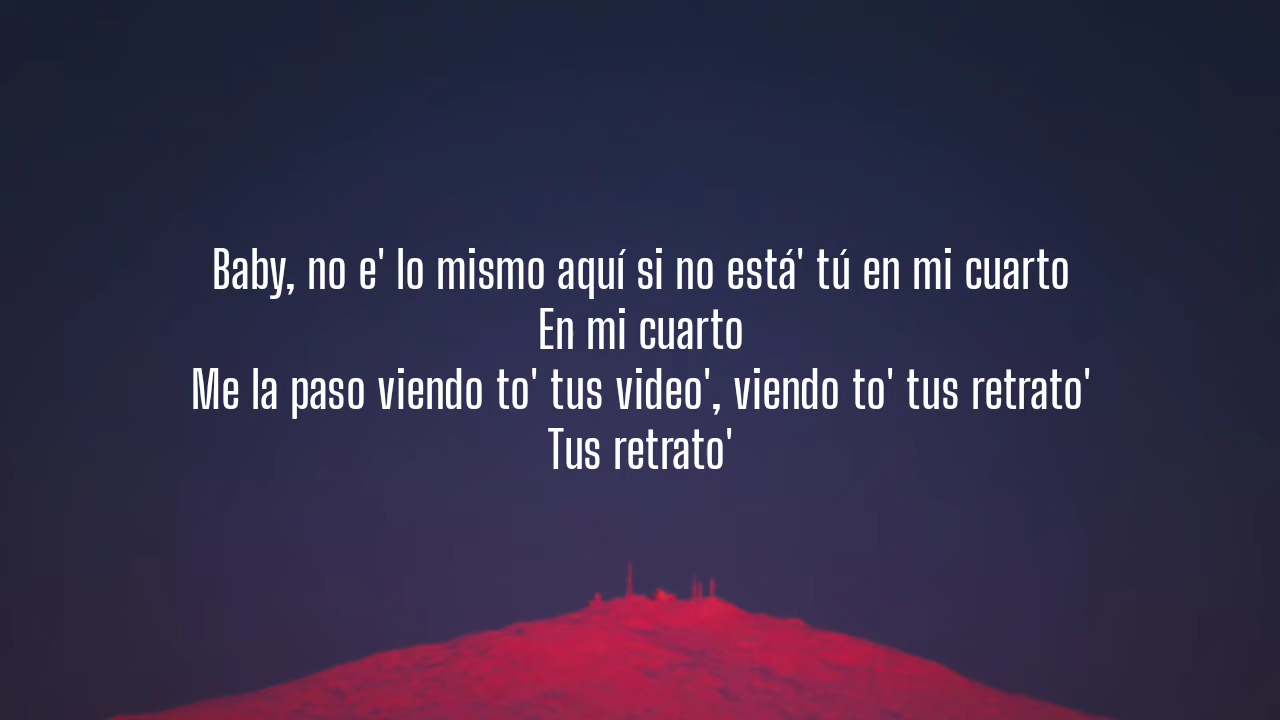 Baby, no e' lo mismo aquí si no está' tú en mi cuarto
En mi cuarto
Me la paso viendo to' tus video', viendo to' tus retrato'
Tus retrato'